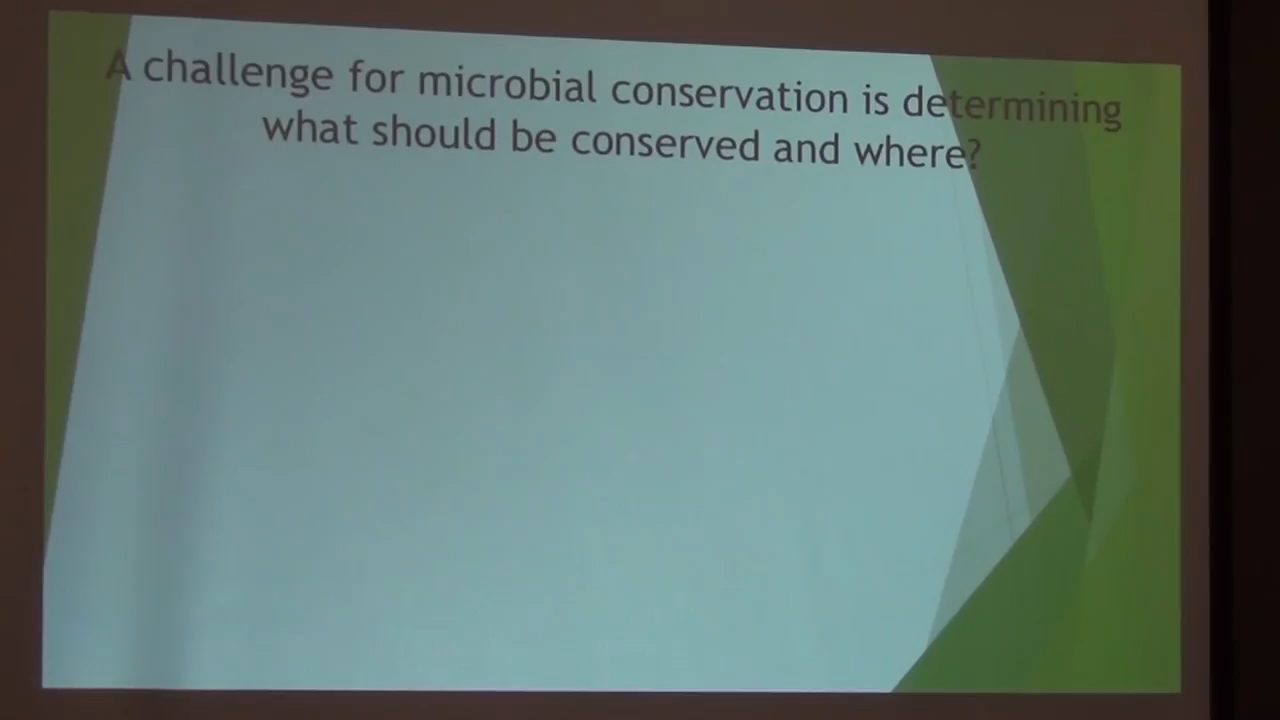 A challenge for microbial conservation is determining
what should be conserved and where?